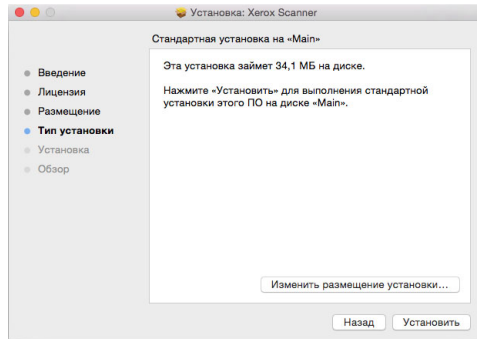 Установка: Xerox Scanner
Стандартная установка на «Main»
Введение
Лицензия
Размещение
Тип установки
Установка
Обзор
Эта установка займет 34,1 МБ на диске.
Нажмите «Установить» для выполнения стандартной
установки этого ПО на диске «Main».
Изменить размещение установки...
Назад
Установить